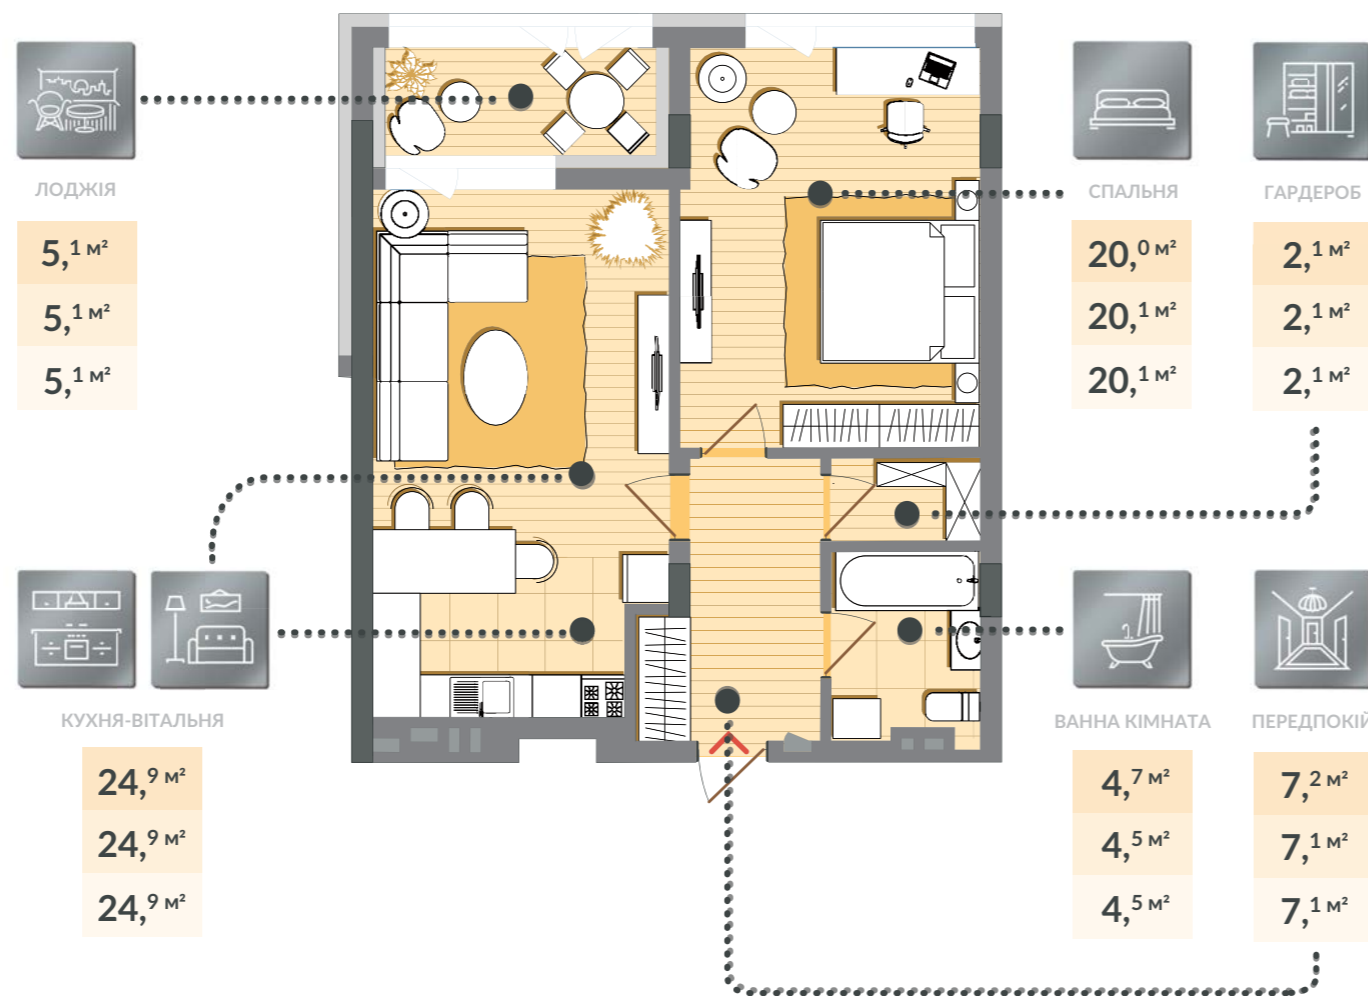 ЛОДЖІЯ
5,1 м²
5,1 м²
5,1 м²
СПАЛЬНЯ
20,0 м²
20,1 м²
20,1 м²
ГАРДЕРОБ
2,1 м²
2,1 м²
2,1 м²
КУХНЯ-ВІТАЛЬНЯ
24,9 м²
24,9 м²
24,9 м²
ВАННА КІМНАТА
4,7 м²
4,5 м²
4,5 м²
ПЕРЕДПОКІЙ
7,2 м²
7,1 м²
7,1 м²